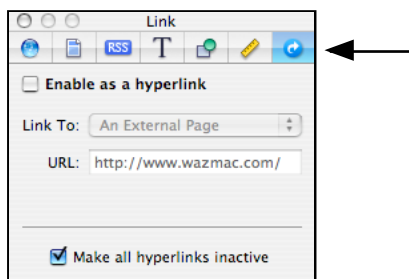 Link
RSS T
Enable as a hyperlink
Link To: An External Page
URL: http://www.wazmac.com/
Make all hyperlinks inactive